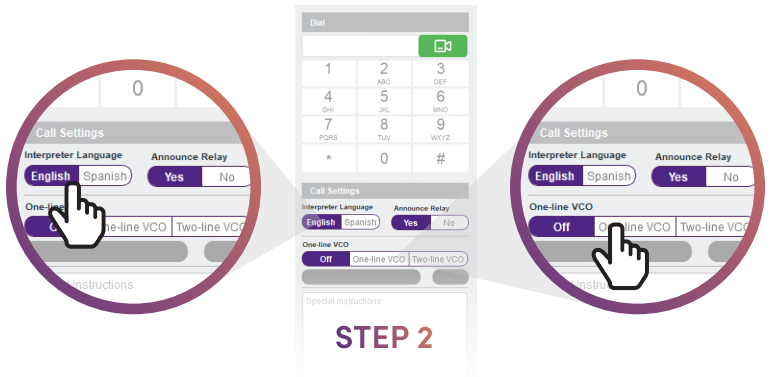 Dial
1
2
3
ABC
DEF
4
5
6
GHI
JKL
MNO
7
8
9
PQRS
TUV
WXYZ
*
0
#
Call Settings
Interpreter Language
Announce Relay
English
Spanish
Yes
No
One-line VCO
Off
One-line VCO
Two-line VCO
Special instructions
STEP 2
0
Call Settings
Interpreter Language
Announce Relay
English
Spanish
Yes
No
One-line VCO
Two-line VCO
instructions
0
Call Settings
Interpreter Language
Announce Relay
English
Spanish
Yes
No
One-line VCO
Off
One-line VCO
Two-line VCO